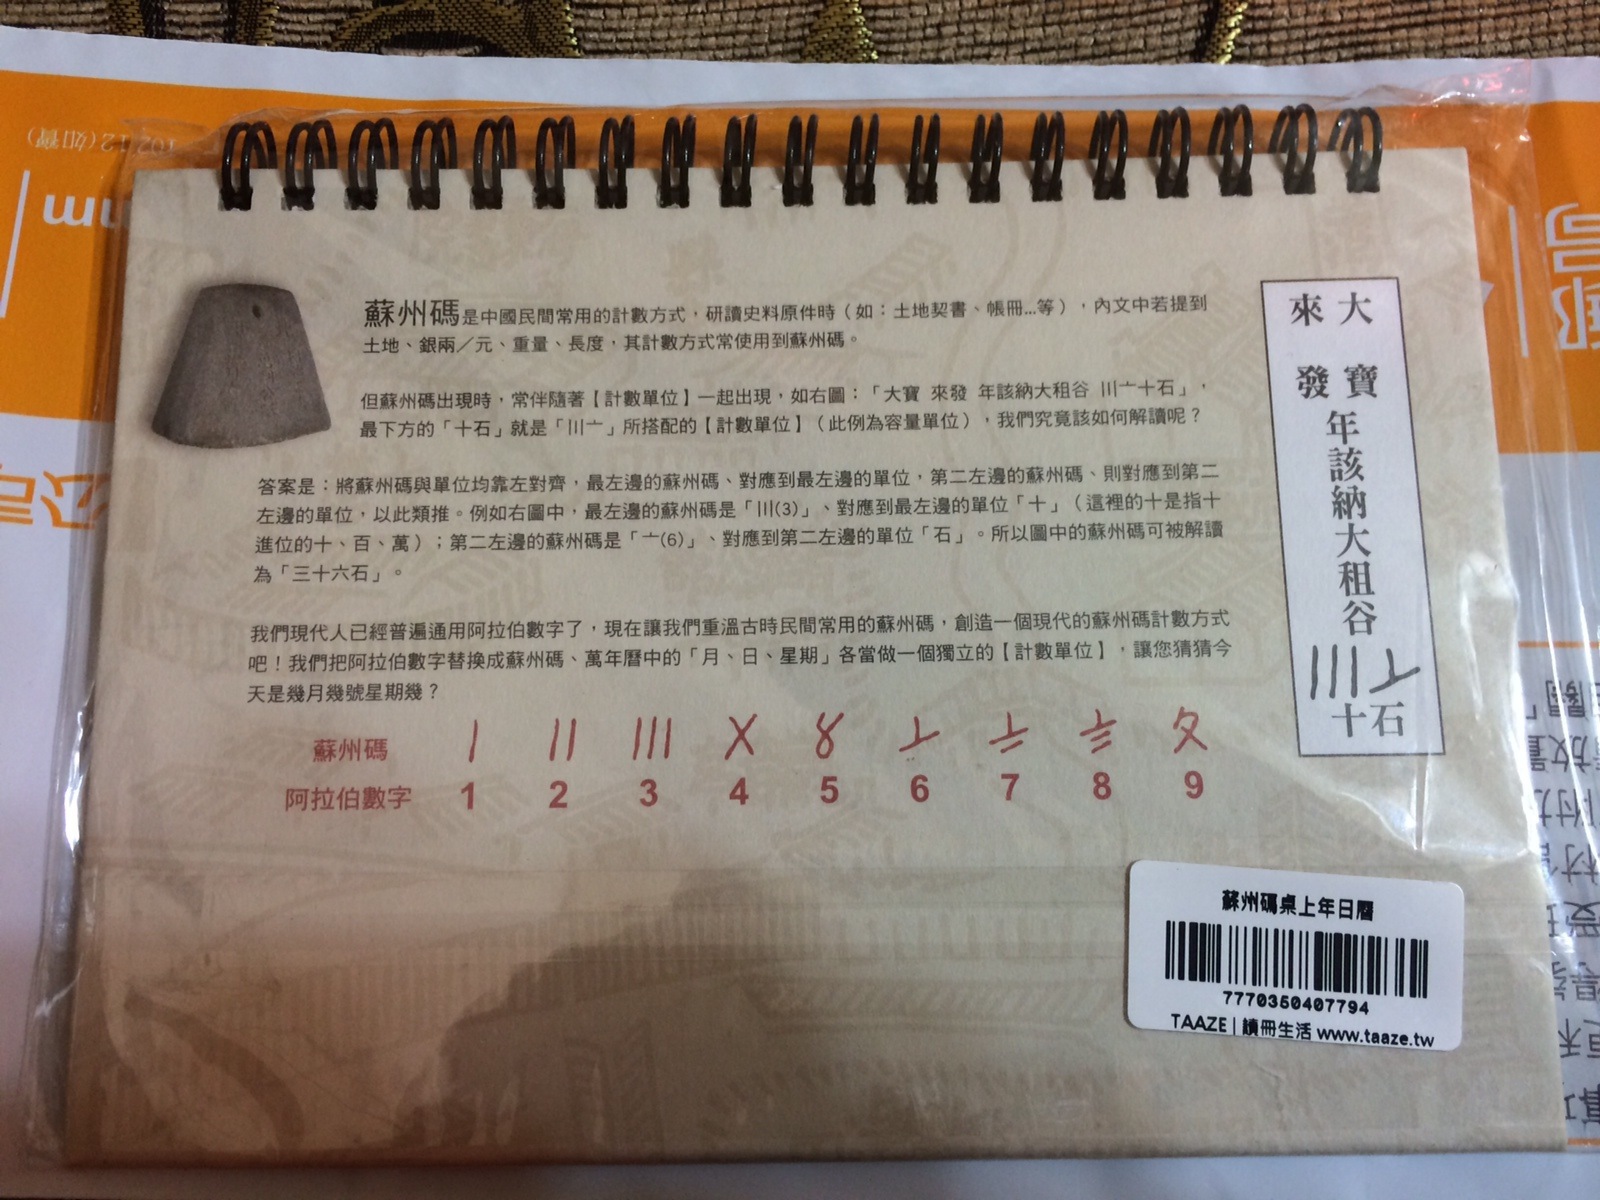 蘇州碼是中國民間常用的計數方式，研讀史料原件時（如：土地契書、帳冊...等），內文中若提到
土地、銀兩／元、重量、長度，其計數方式常使用到蘇州碼。
但蘇州碼出現時，常伴隨著【計數單位】一起出現，如右圖：「大寶 來發 年該納大租谷 〣〦十石」，
最下方的「十石」就是「〣〦」所搭配的【計數單位】（此例為容量單位），我們究竟該如何解讀呢？
答案是：將蘇州碼與單位均靠左對齊，最左邊的蘇州碼、對應到最左邊的單位，第二左邊的蘇州碼、則對應到第二
左邊的單位，以此類推。例如右圖中，最左邊的蘇州碼是「〣(3)」、對應到最左邊的單位「十」（這裡的十是指十
進位的十、百、萬）；第二左邊的蘇州碼是「〦(6)」、對應到第二左邊的單位「石」。所以圖中的蘇州碼可被解讀
為「三十六石」。
我們現代人已經普遍通用阿拉伯數字了，現在讓我們重溫古時民間常用的蘇州碼，創造一個現代的蘇州碼計數方式
吧！我們把阿拉伯數字替換成蘇州碼、萬年曆中的「月、日、星期」各當做一個獨立的【計數單位】，讓您猜猜今
天是幾月幾號星期幾？
蘇州碼 〡 〢 〣 〤 〥 〦 〧 〨 〩
阿拉伯數字 1 2 3 4 5 6 7 8 9
大寶
來發
年該納大租谷
〣〦
十石
蘇州碼桌上年日曆
7770350407794
TAAZE | 讀冊生活 www.taaze.tw